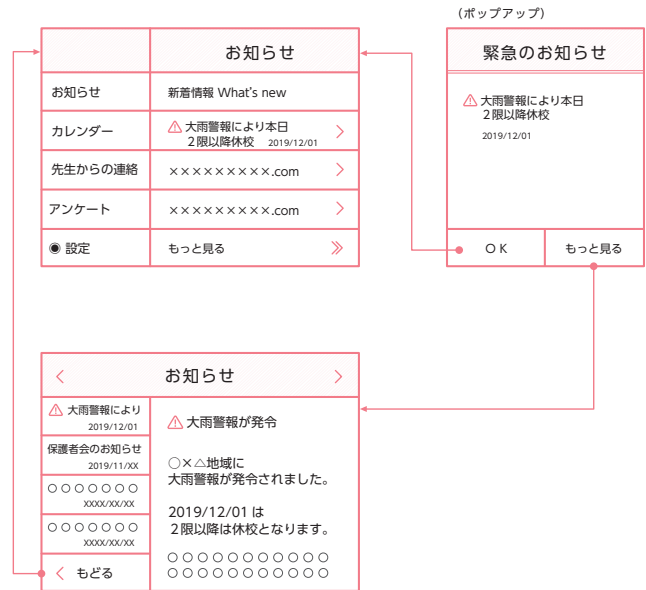 （ポップアップ）
お知らせ
緊急のお知らせ
お知らせ
新着情報 What's new
カレンダー
大雨警報により本日
２限以降休校 2019/12/01
先生からの連絡
×××××××××.com
アンケート
×××××××××.com
◉ 設定
もっと見る
大雨警報により本日
２限以降休校
2019/12/01
ＯＫ
もっと見る
お知らせ
大雨警報により
2019/12/01
保護者会のお知らせ
2019/11/XX
○○○○○○○
XXXX/XX/XX
○○○○○○○
XXXX/XX/XX
もどる
大雨警報が発令
○×△地域に
大雨警報が発令されました。
2019/12/01 は
２限以降は休校となります。
○○○○○○○○○○○
○○○○○○○○○○○